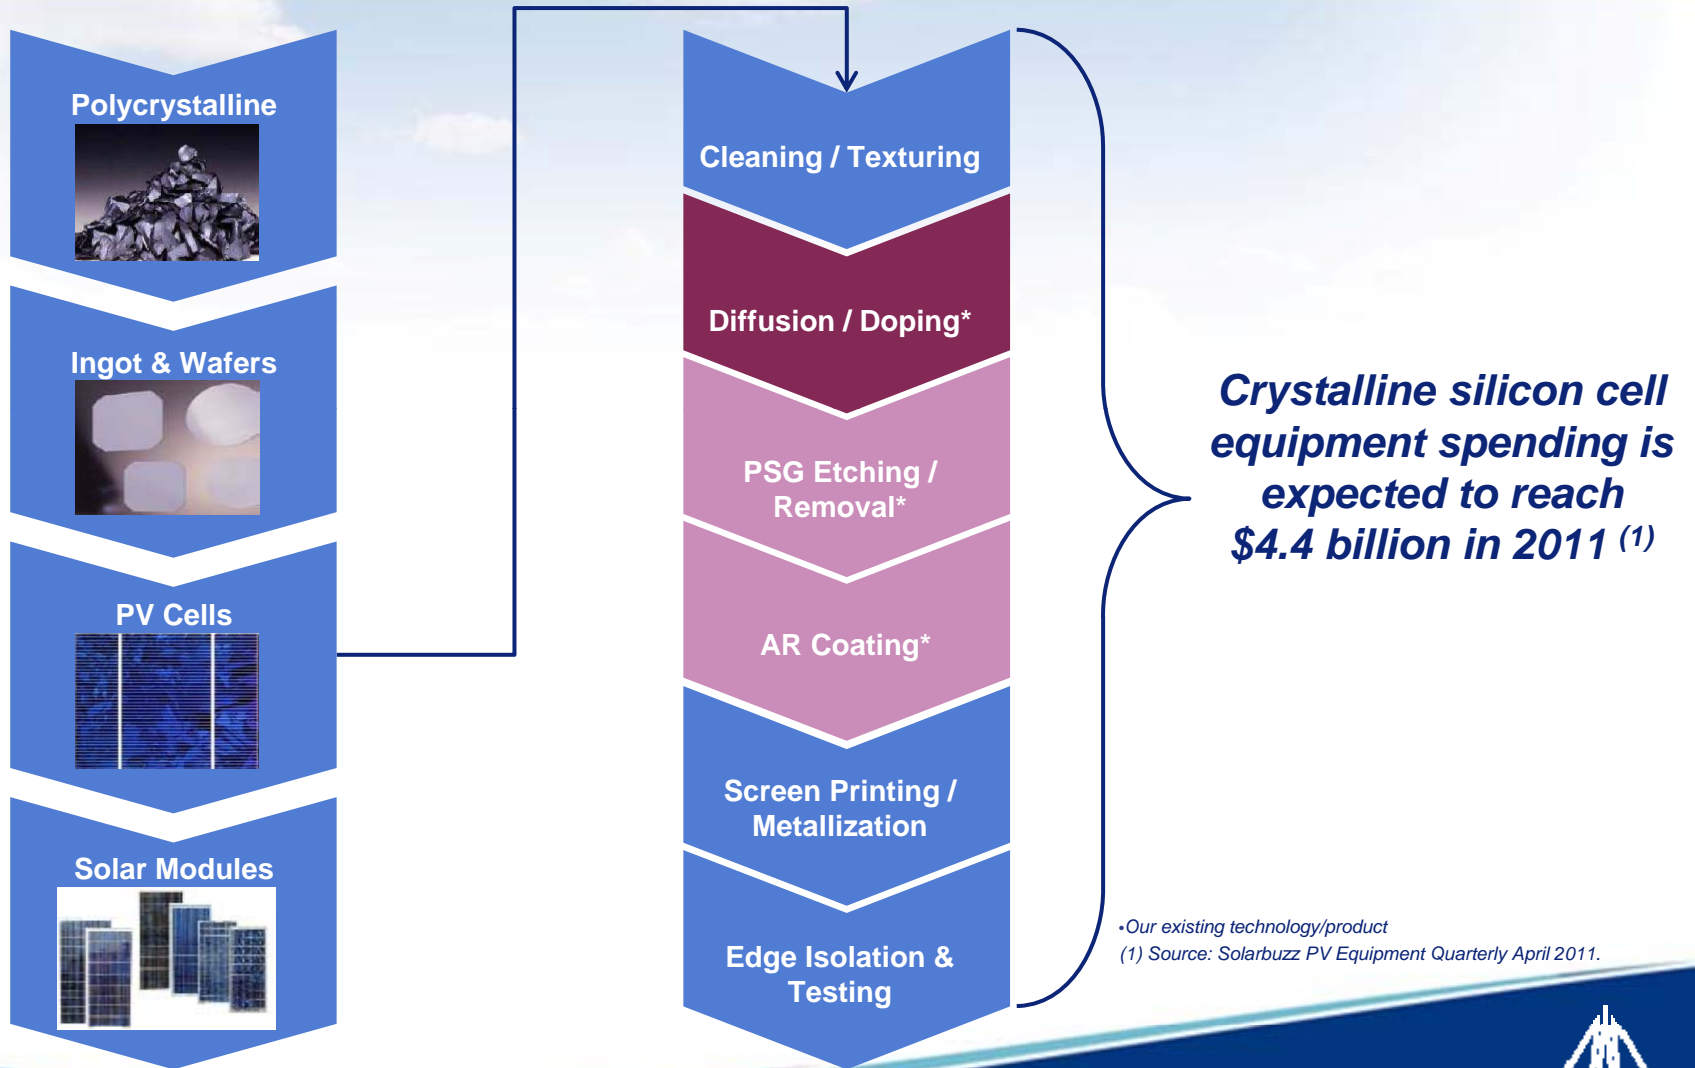 Polycrystalline
Ingot & Wafers
PV Cells
Solar Modules
Cleaning / Texturing
Diffusion / Doping*
PSG Etching /
Removal*
AR Coating*
Screen Printing /
Metallization
Edge Isolation &
Testing
Crystalline silicon cell
equipment spending is
expected to reach
$4.4 billion in 2011 (1)
•Our existing technology/product
(1) Source: Solarbuzz PV Equipment Quarterly April 2011.